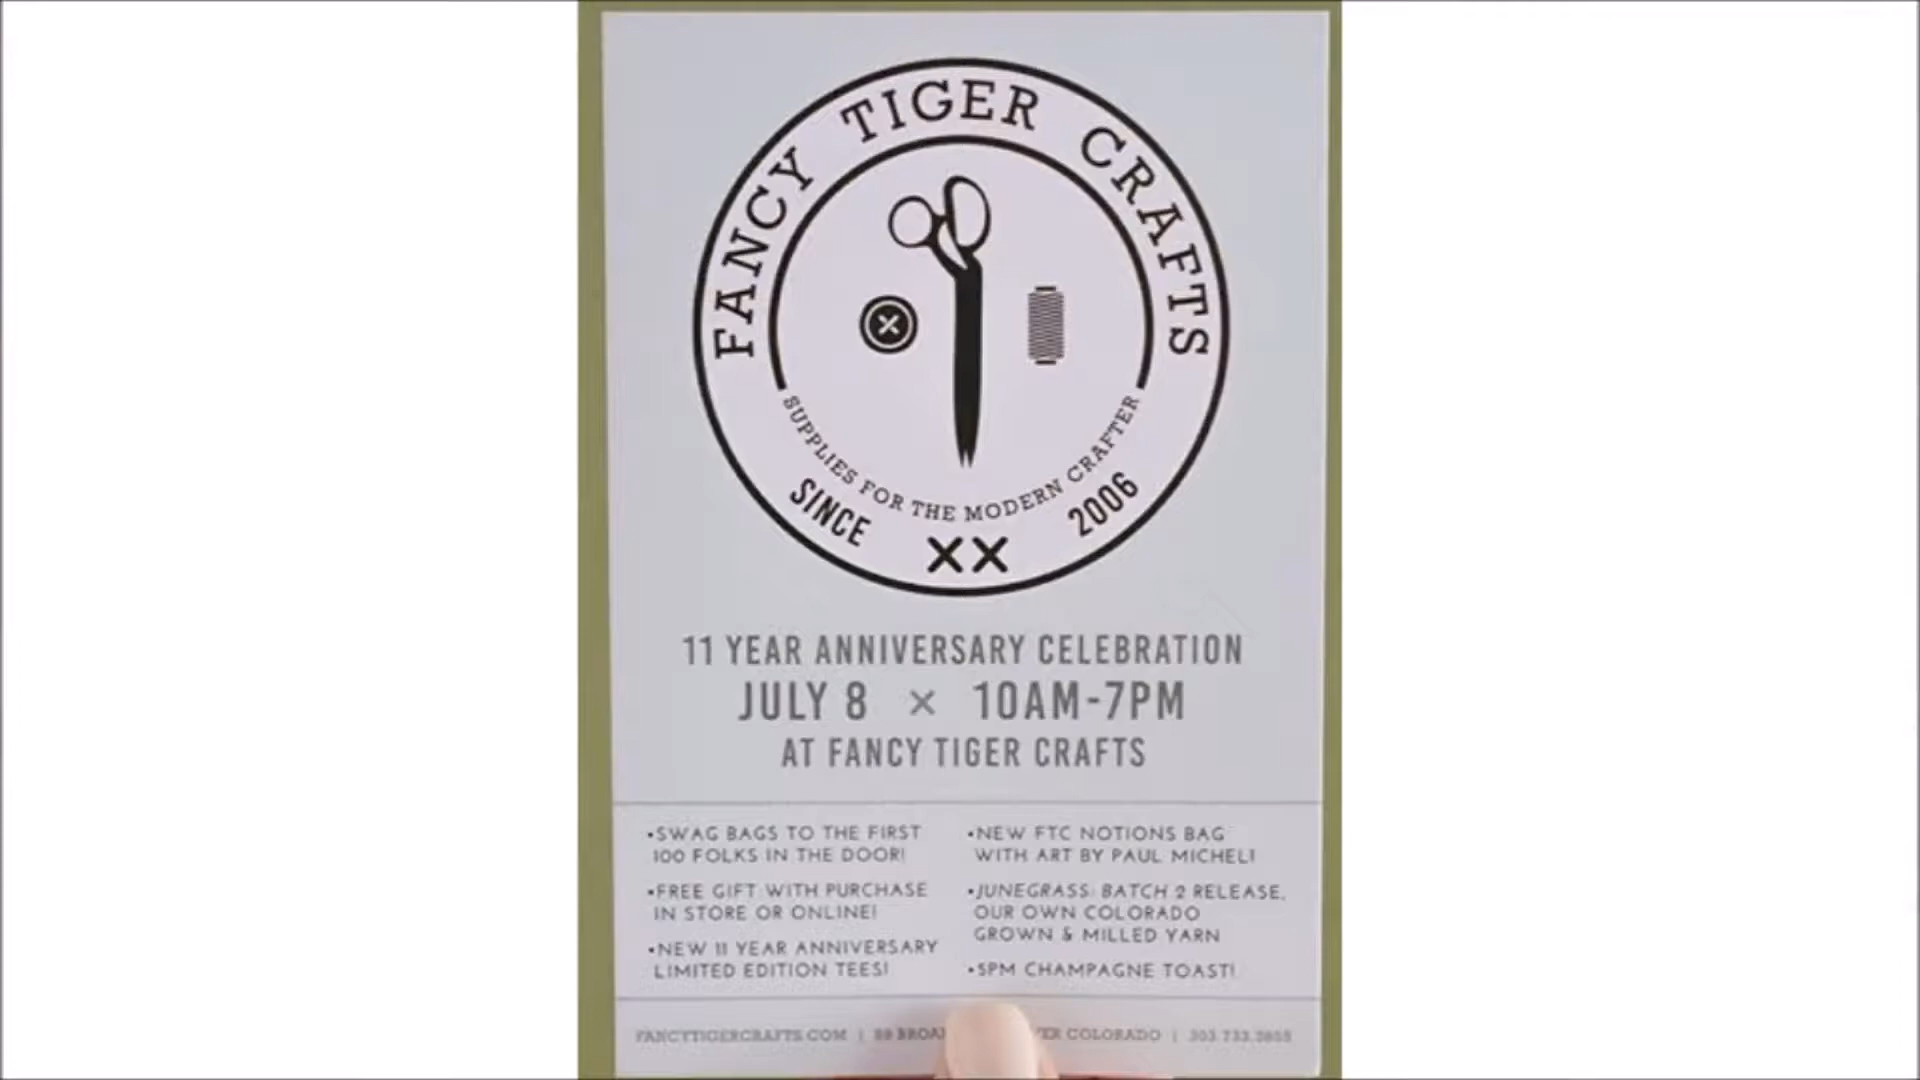 FANCY TIGER CRAFTS
SUPPLIES FOR THE MODERN CRAFTER
SINCE XX 2006
11 YEAR ANNIVERSARY CELEBRATION
JULY 8 × 10AM-7PM
AT FANCY TIGER CRAFTS
•SWAG BAGS TO THE FIRST
100 FOLKS IN THE DOOR!
•FREE GIFT WITH PURCHASE
IN STORE OR ONLINE!
•NEW 11 YEAR ANNIVERSARY
LIMITED EDITION TEES!
•NEW FTC NOTIONS BAG
WITH ART BY PAUL MICHEL!
•JUNEGRASS: BATCH 2 RELEASE,
OUR OWN COLORADO
GROWN & MILLED YARN
•5PM CHAMPAGNE TOAST!
FANCYTIGERCRAFTS.COM | COLORADO |